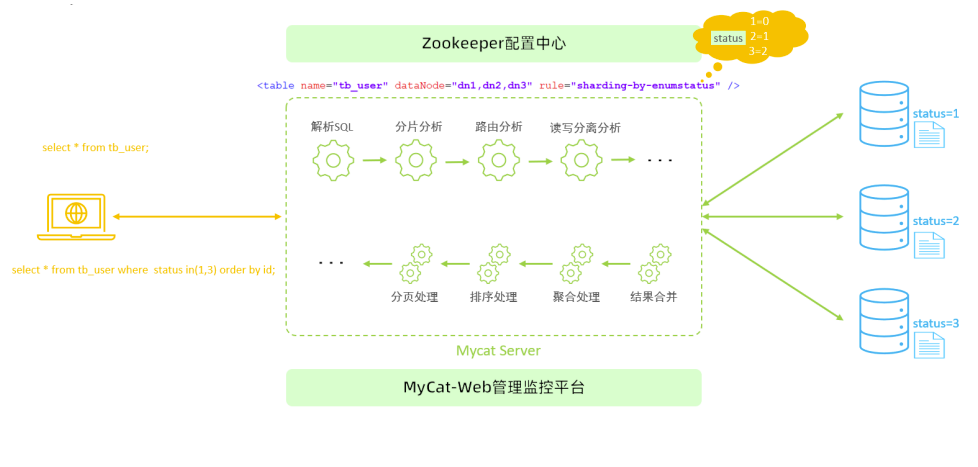 Zookeeper配置中心
status
1=0
2=1
3=2
<table name="tb_user" dataNode="dn1,dn2,dn3" rule="sharding-by-enumstatus" />
解析SQL
分片分析
路由分析
读写分离分析
...
status=1
select * from tb_user;
status=2
select * from tb_user where status in(1,3) order by id;
...
分页处理
排序处理
聚合处理
结果合并
status=3
Mycat Server
MyCat-Web管理监控平台